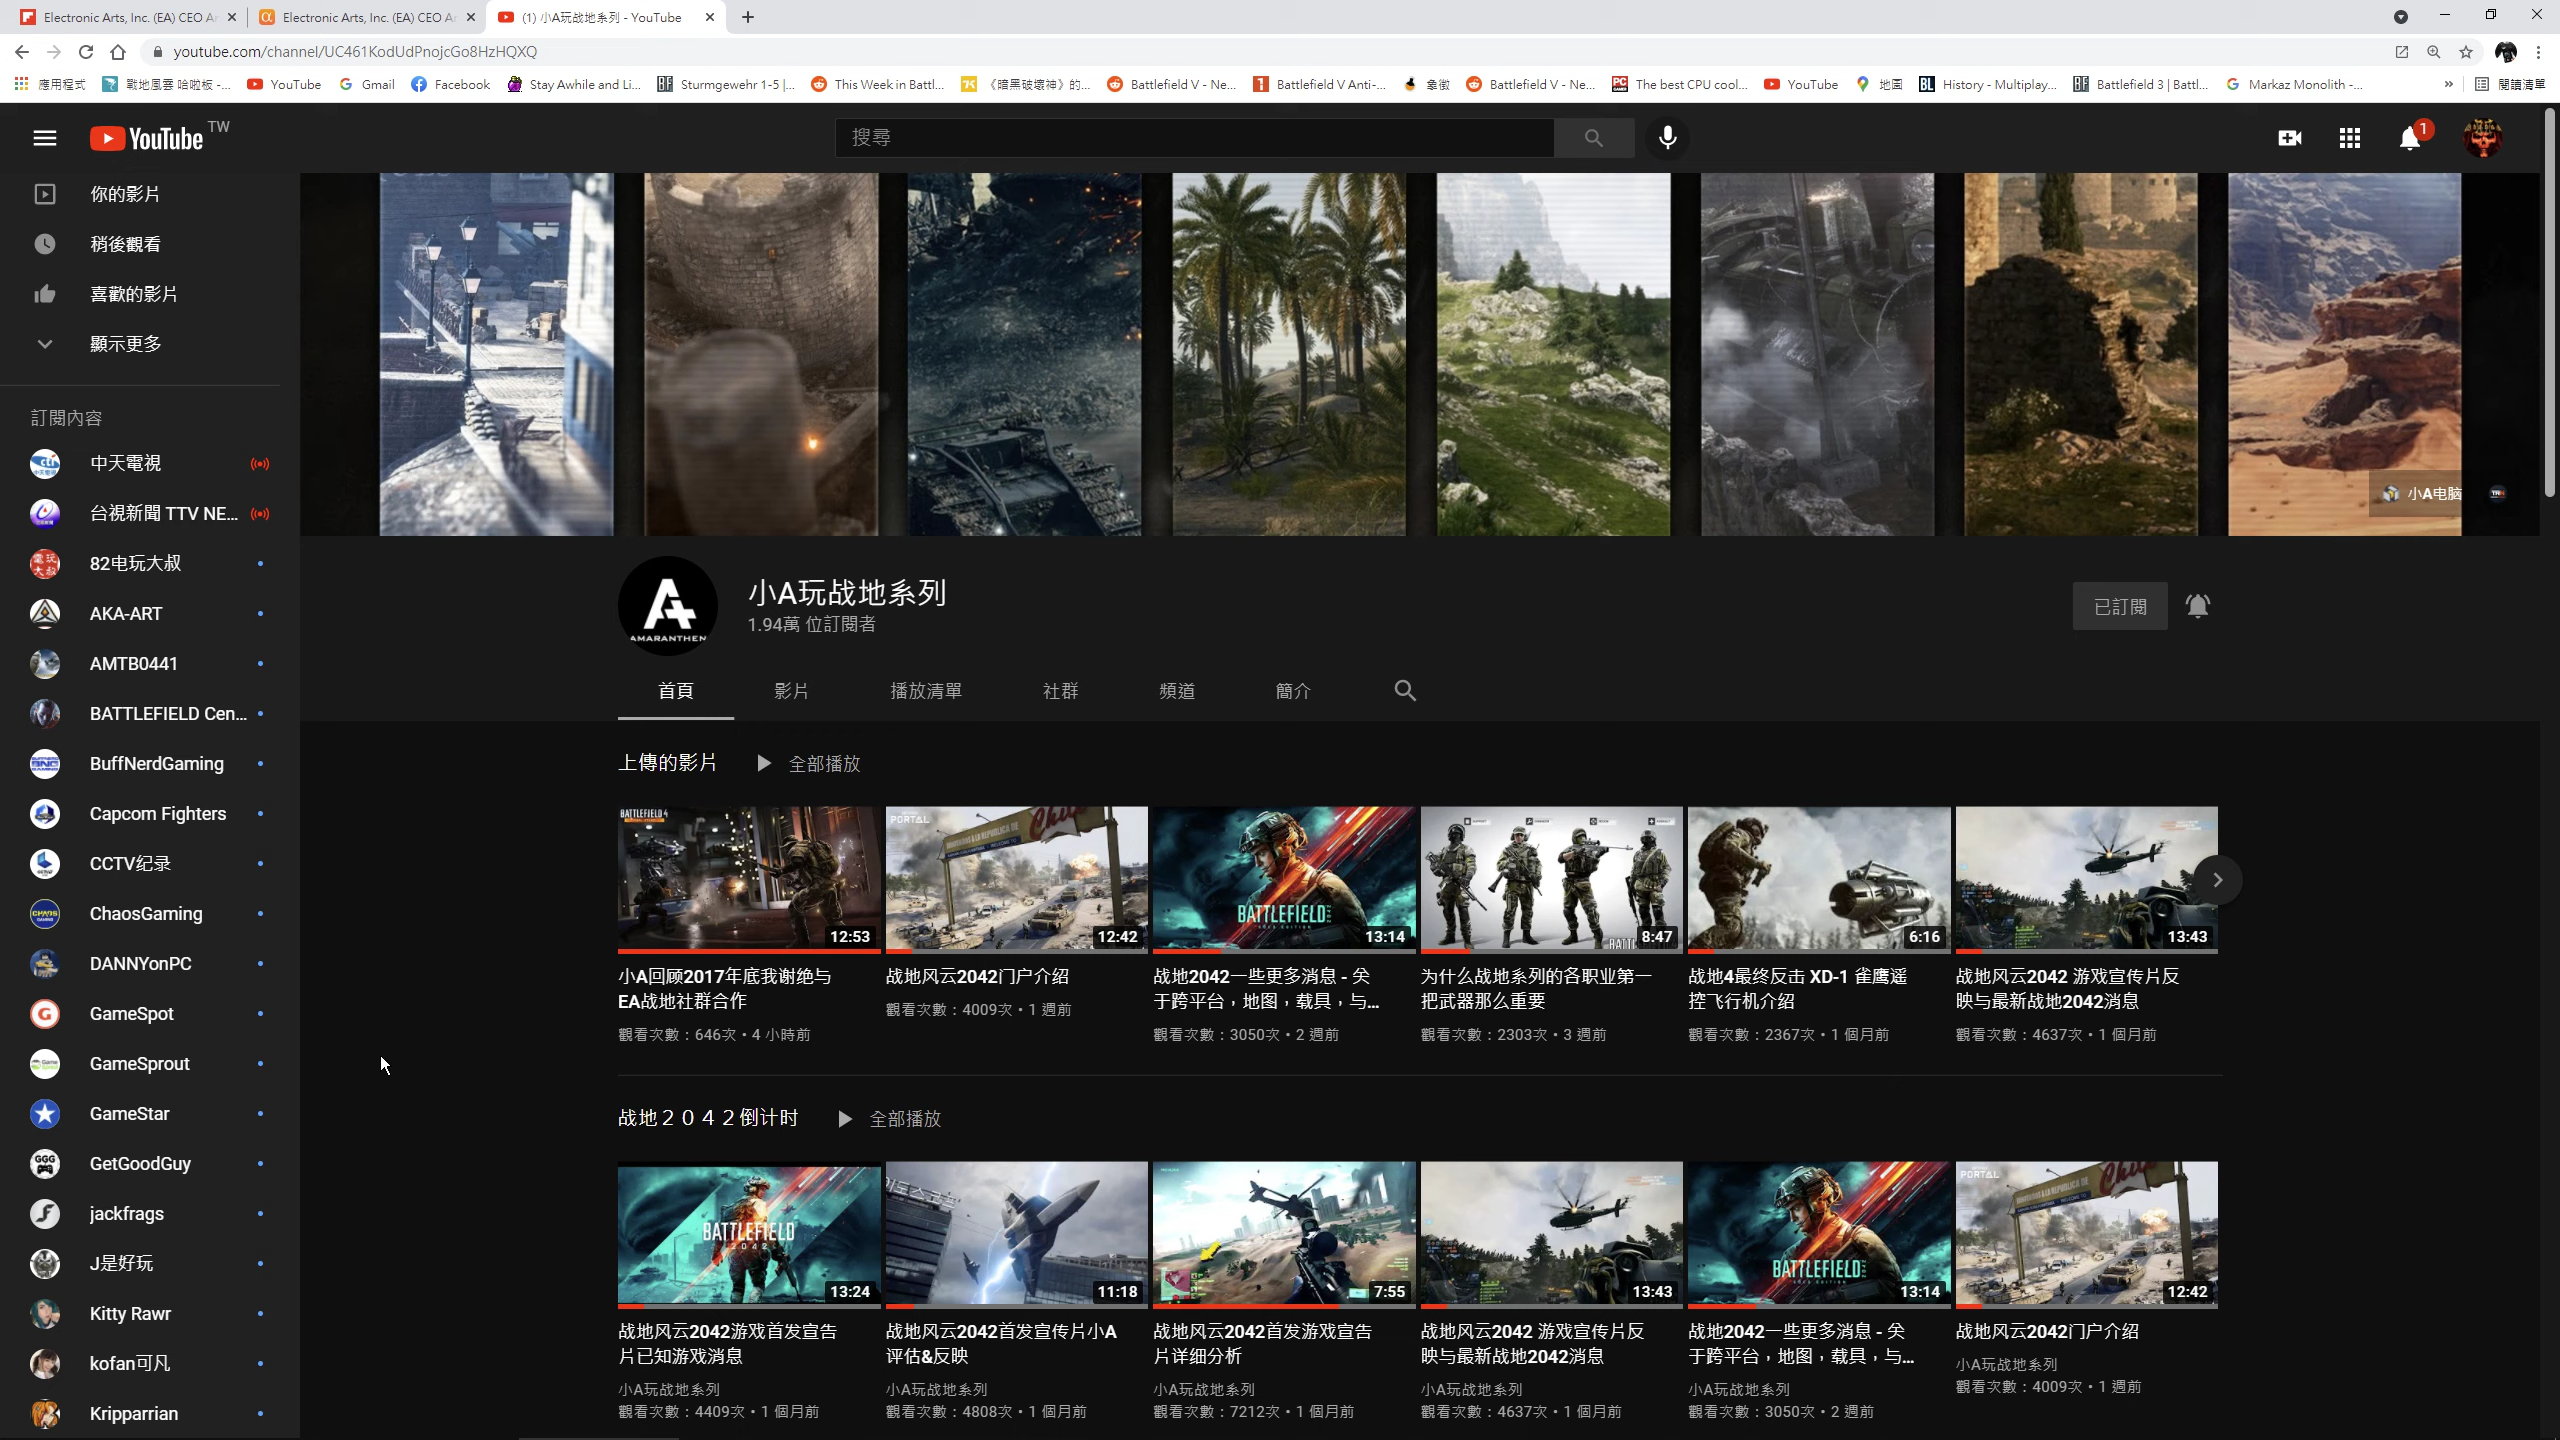 Electronic Arts, Inc. (EA) CEO Ar
Electronic Arts, Inc. (EA) CEO Ar
(1) 小A玩战地系列 - YouTube
youtube.com/channel/UC461KodUdPnojcGo8HzHQXQ
應用程式
戰地風雲 哈啦板 -...
YouTube
Gmail
Facebook
Stay Awhile and Li...
Sturmgewehr 1-5 |...
This Week in Battl...
《暗黑破壞神》的...
Battlefield V - Ne...
Battlefield V Anti-...
象徵
Battlefield V - Ne...
The best CPU cool...
YouTube
地圖
History - Multiplay...
Battlefield 3 | Battl...
Markaz Monolith -...
»
閱讀清單
YouTube TW
搜尋
1
你的影片
稍後觀看
喜歡的影片
顯示更多
訂閱內容
中天電視
台視新聞 TTV NE...
82电玩大叔
AKA-ART
AMTB0441
BATTLEFIELD Cen...
BuffNerdGaming
Capcom Fighters
CCTV纪录
ChaosGaming
DANNYonPC
GameSpot
GameSprout
GameStar
GetGoodGuy
jackfrags
J是好玩
Kitty Rawr
kofan可凡
Kripparrian
小A电脑
AMARANTHEN
小A玩战地系列
1.94萬 位訂閱者
已訂閱
首頁
影片
播放清單
社群
頻道
簡介
上傳的影片
全部播放
BATTLEFIELD 4
12:53
PORTAL
12:42
BATTLEFIELD
13:14
8:47
6:16
13:43
小A回顾2017年底我谢绝与
EA战地社群合作
觀看次數：646次 • 4 小時前
战地风云2042门户介绍
觀看次數：4009次 • 1 週前
战地2042一些更多消息 - 关
于跨平台，地图，载具，与...
觀看次數：3050次 • 2 週前
为什么战地系列的各职业第一
把武器那么重要
觀看次數：2303次 • 3 週前
战地4最终反击 XD-1 雀鹰遥
控飞行机介绍
觀看次數：2367次 • 1 個月前
战地风云2042 游戏宣传片反
映与最新战地2042消息
觀看次數：4637次 • 1 個月前
战地２０４２倒计时
全部播放
BATTLEFIELD
2042
13:24
11:18
7:55
13:43
BATTLEFIELD
13:14
PORTAL
12:42
战地风云2042游戏首发宣告
片已知游戏消息
小A玩战地系列
觀看次數：4409次 • 1 個月前
战地风云2042首发宣传片小A
评估&反映
小A玩战地系列
觀看次數：4808次 • 1 個月前
战地风云2042首发游戏宣告
片详细分析
小A玩战地系列
觀看次數：7212次 • 1 個月前
战地风云2042 游戏宣传片反
映与最新战地2042消息
小A玩战地系列
觀看次數：4637次 • 1 個月前
战地2042一些更多消息 - 关
于跨平台，地图，载具，与...
小A玩战地系列
觀看次數：3050次 • 2 週前
战地风云2042门户介绍
小A玩战地系列
觀看次數：4009次 • 1 週前